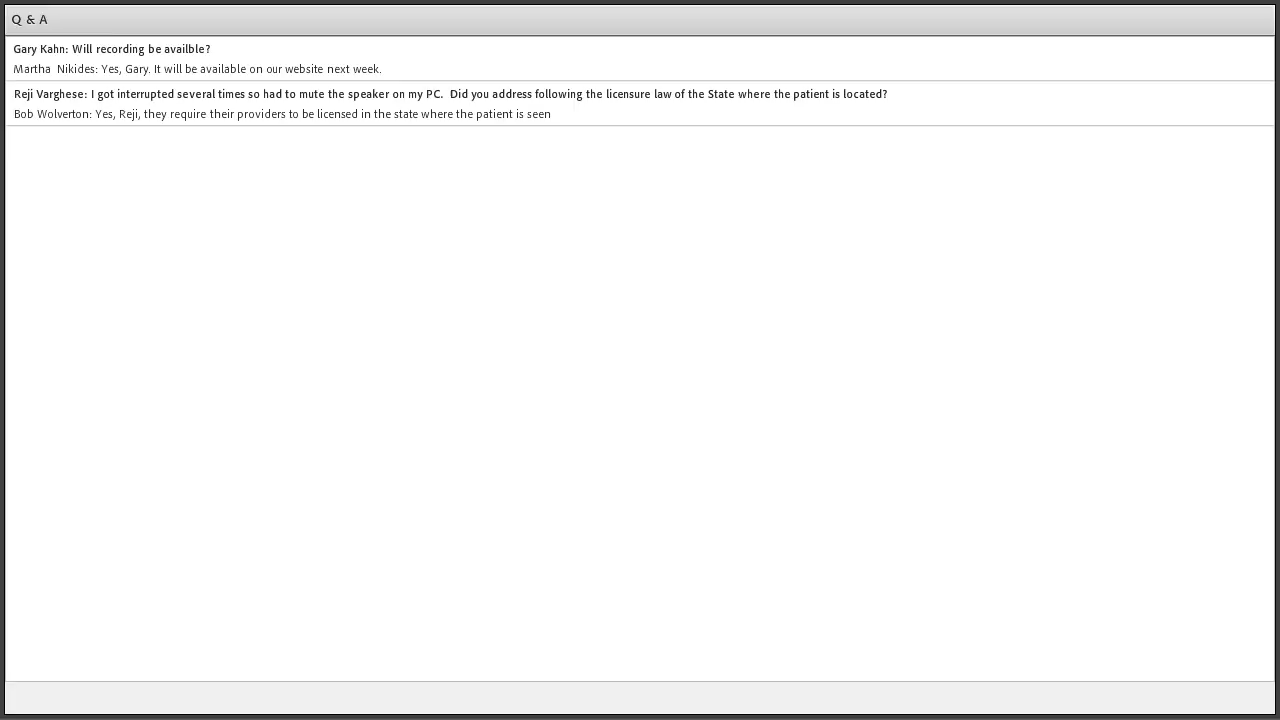 Q & A
Gary Kahn: Will recording be availble?
Martha  Nikides: Yes, Gary. It will be available on our website next week.
Reji Varghese: I got interrupted several times so had to mute the speaker on my PC.  Did you address following the licensure law of the State where the patient is located?
Bob Wolverton: Yes, Reji, they require their providers to be licensed in the state where the patient is seen